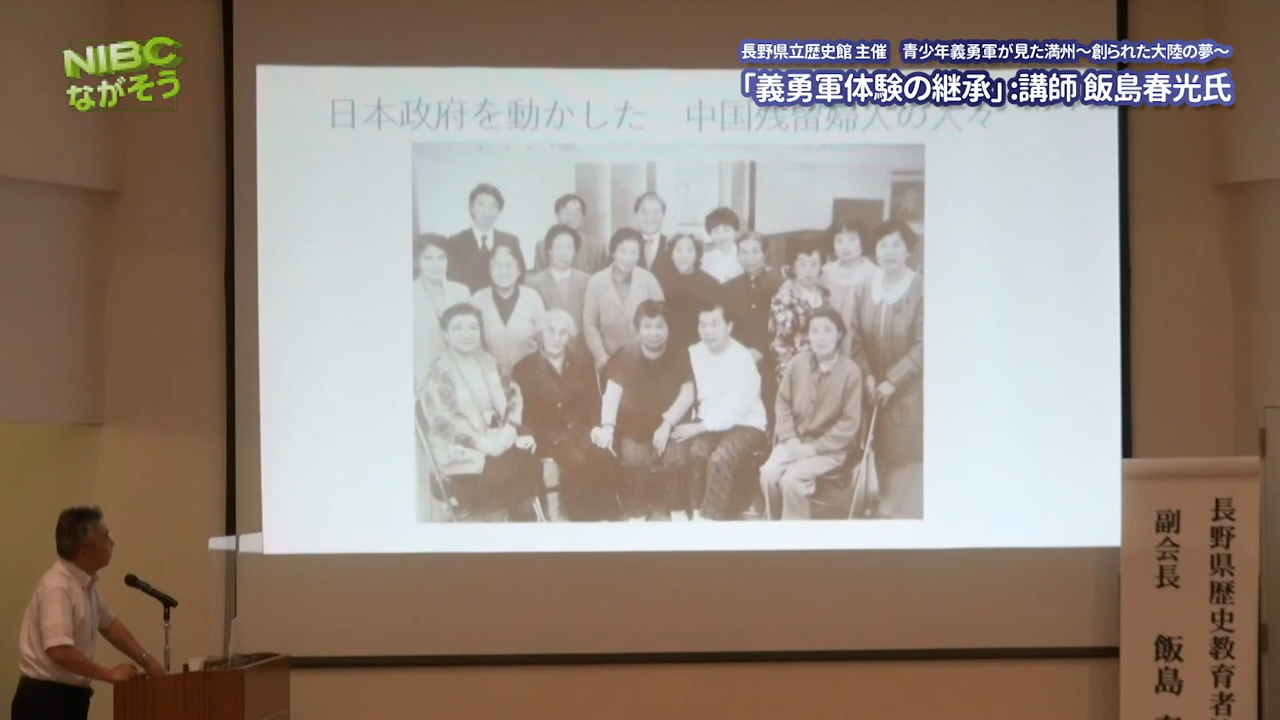 NIBC
ながそう
長野県立歴史館 主催　青少年義勇軍が見た満州～創られた大陸の夢～
「義勇軍体験の継承」:講師 飯島春光氏
日本政府を動かした　中国残留婦人の人々
長野県歴史教育者
副会長　飯島